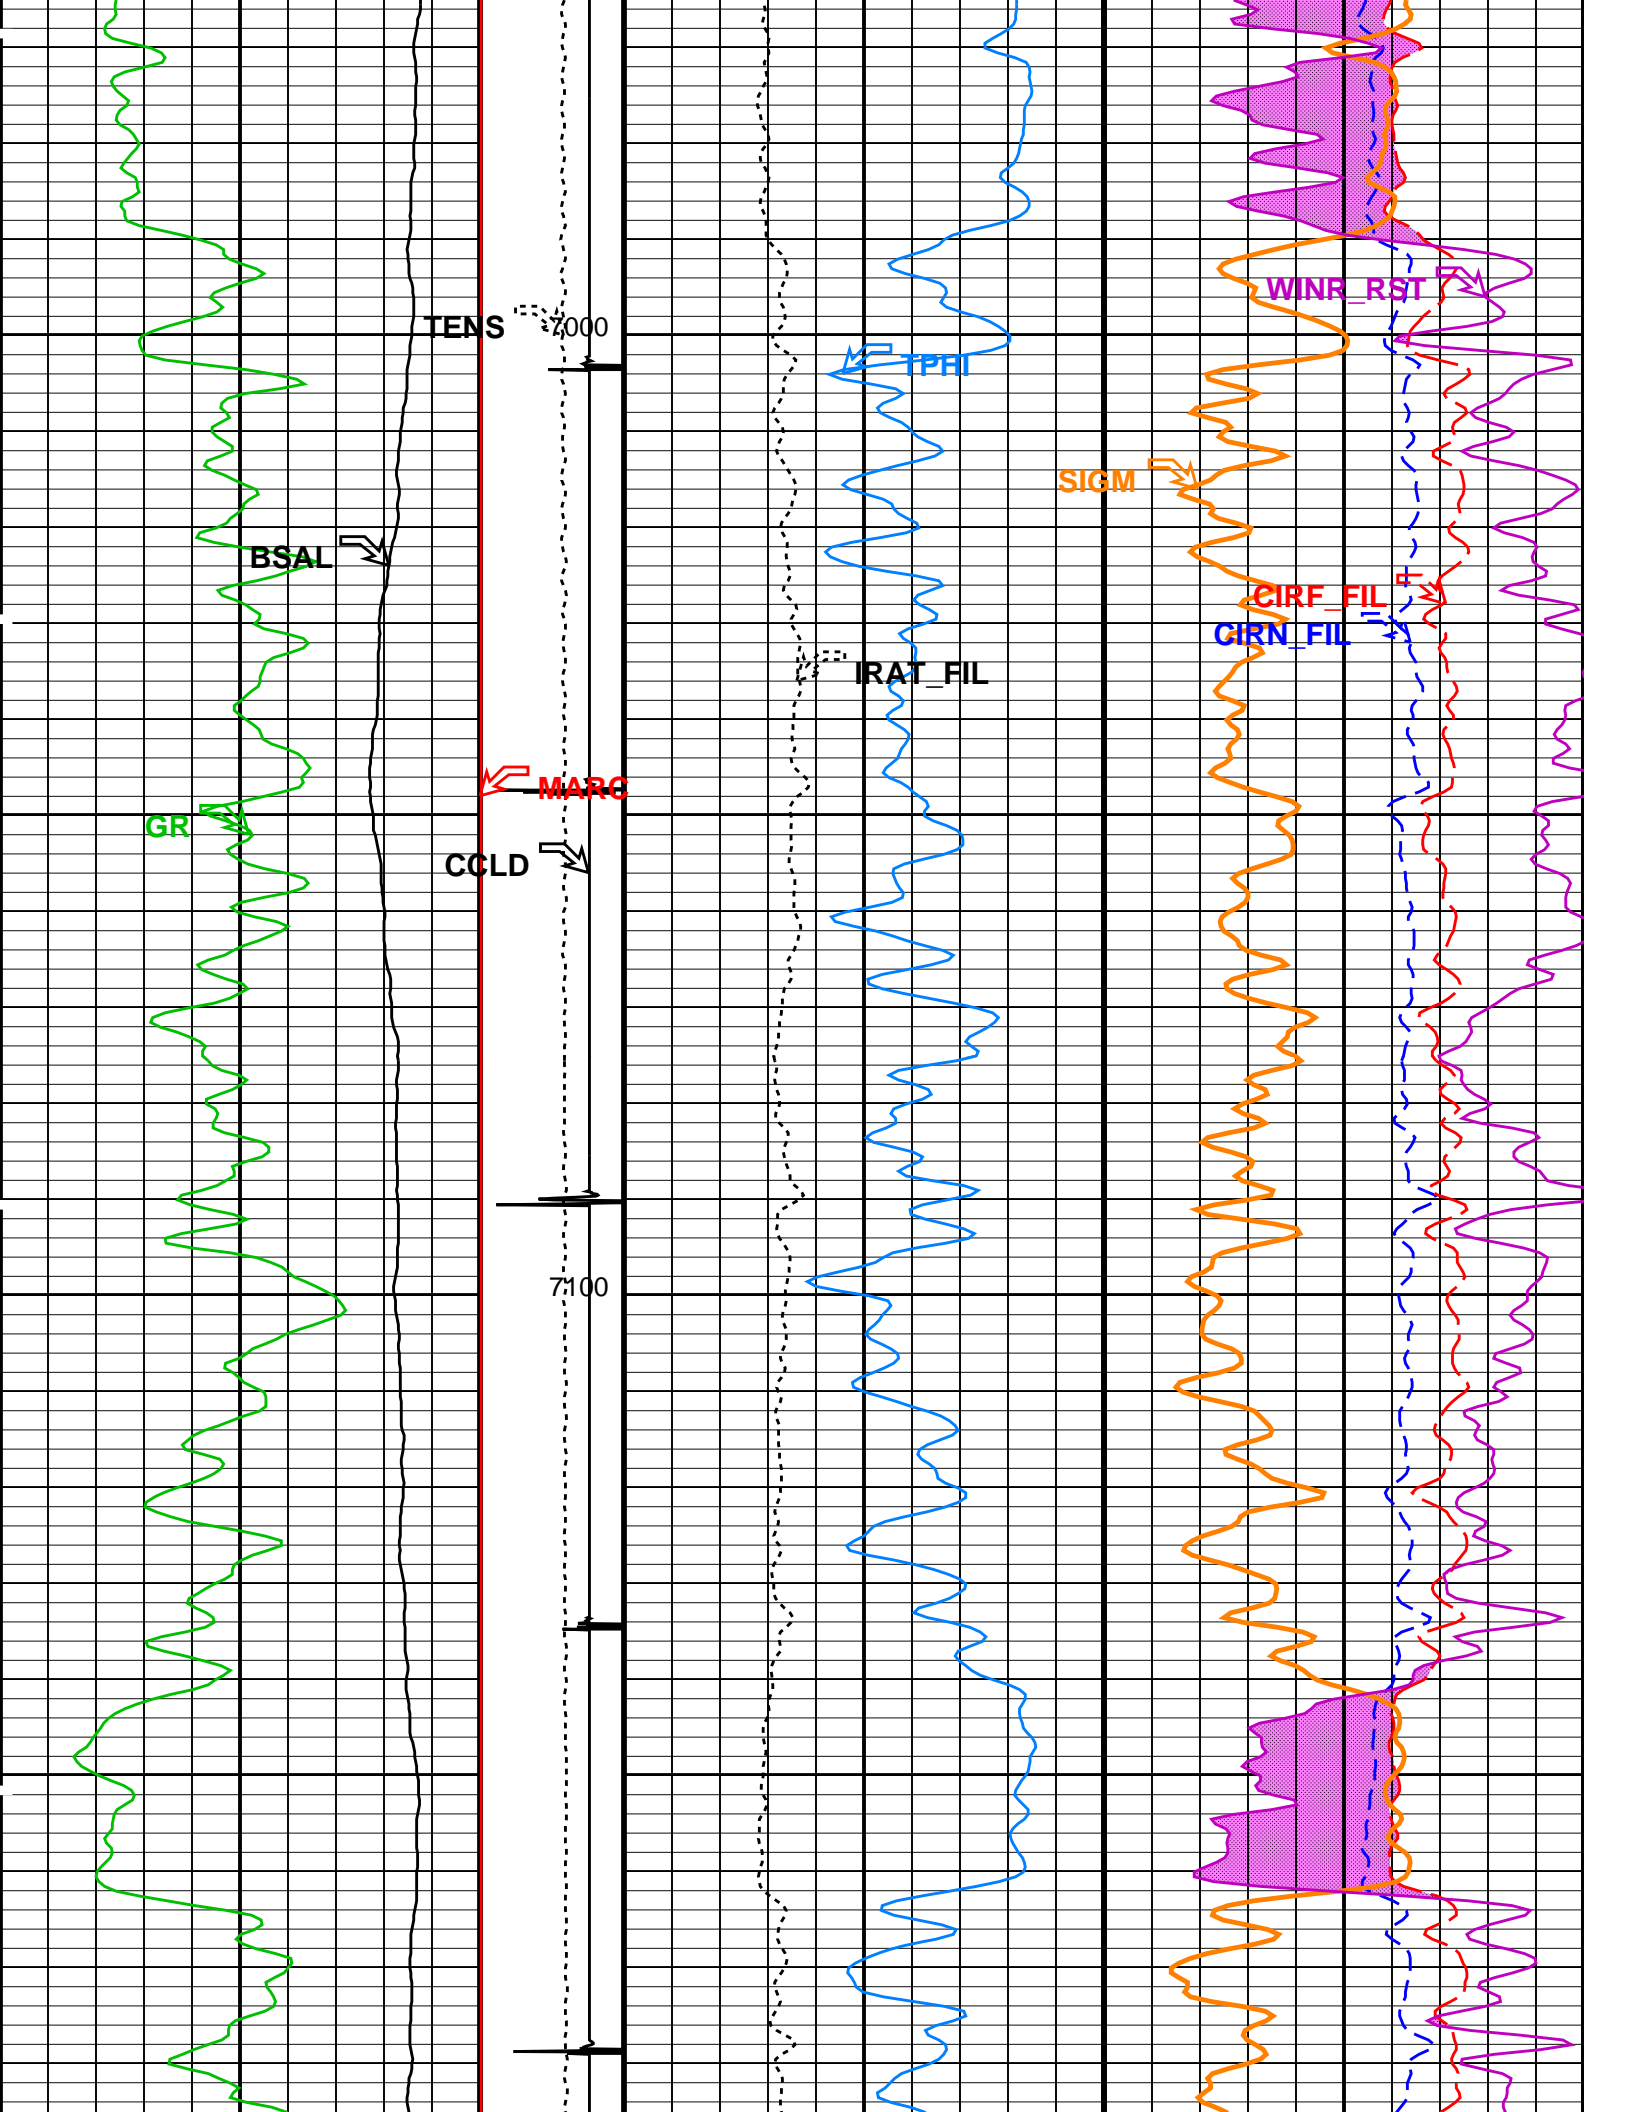 WINR_RST
TENS
7000
TPHI
SIGM
BSAL
CIRF_FIL
CIRN_FIL
IRAT_FIL
MARC
GR
CCLD
7100